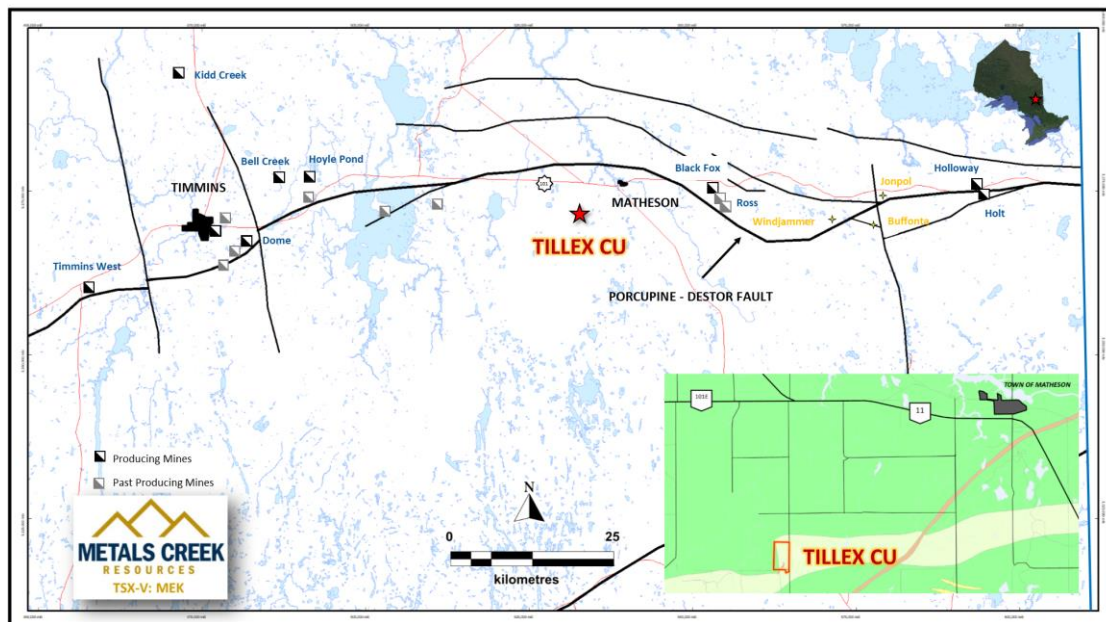 Kidd Creek
Bell Creek
Hoyle Pond
TIMMINS
Dome
Timmins West
101
MATHESON
TILLEX CU
Black Fox
Ross
Jonpol
Holloway
Windjammer
Buffonta
Holt
PORCUPINE - DESTOR FAULT
TOWN OF MATHESON
101E
11
TILLEX CU
Producing Mines
Past Producing Mines
METALS CREEK
RESOURCES
TSX-V: MEK
N
0
25
kilometres